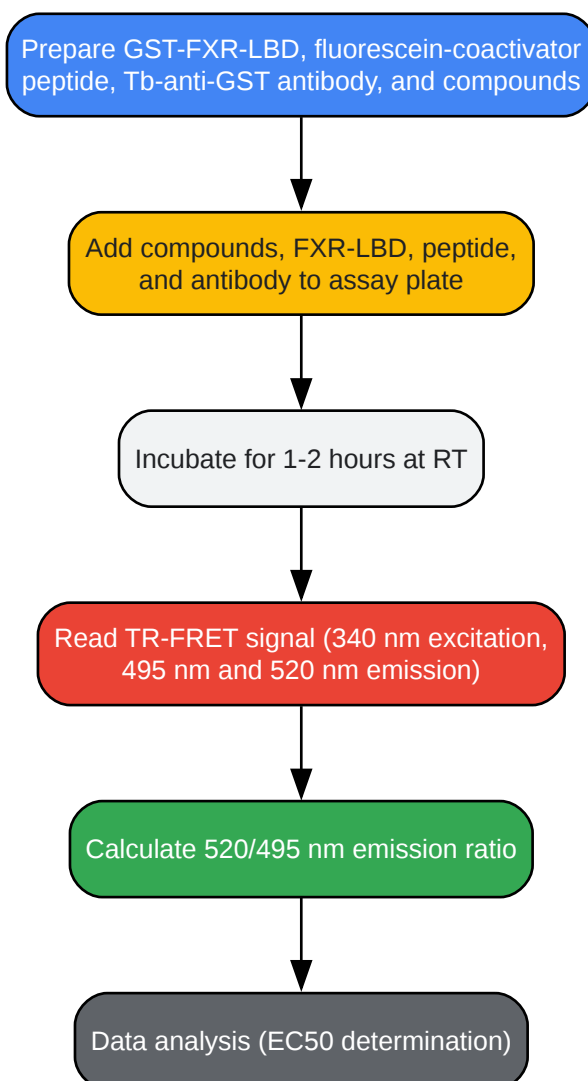 Prepare GST-FXR-LBD, fluorescein-coactivator
peptide, Tb-anti-GST antibody, and compounds
Add compounds, FXR-LBD, peptide,
and antibody to assay plate
Incubate for 1-2 hours at RT
Read TR-FRET signal (340 nm excitation,
495 nm and 520 nm emission)
Calculate 520/495 nm emission ratio
Data analysis (EC50 determination)